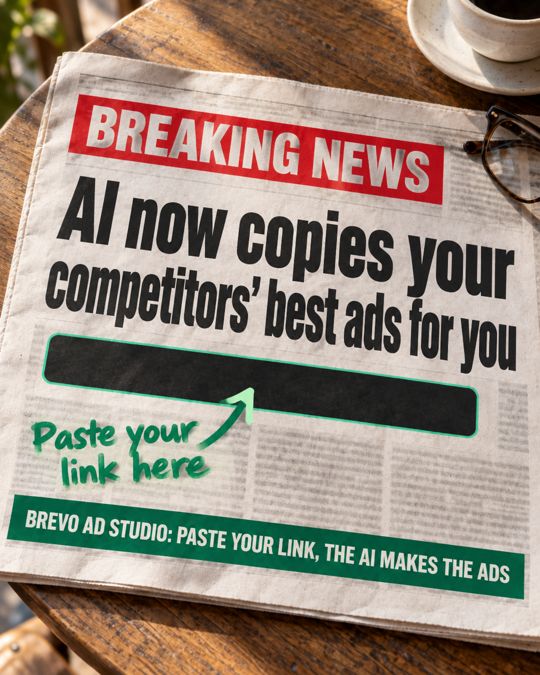 BREAKING NEWS
AI now copies your
competitors' best ads for you
Paste your
link here
BREVO AD STUDIO: PASTE YOUR LINK, THE AI MAKES THE ADS